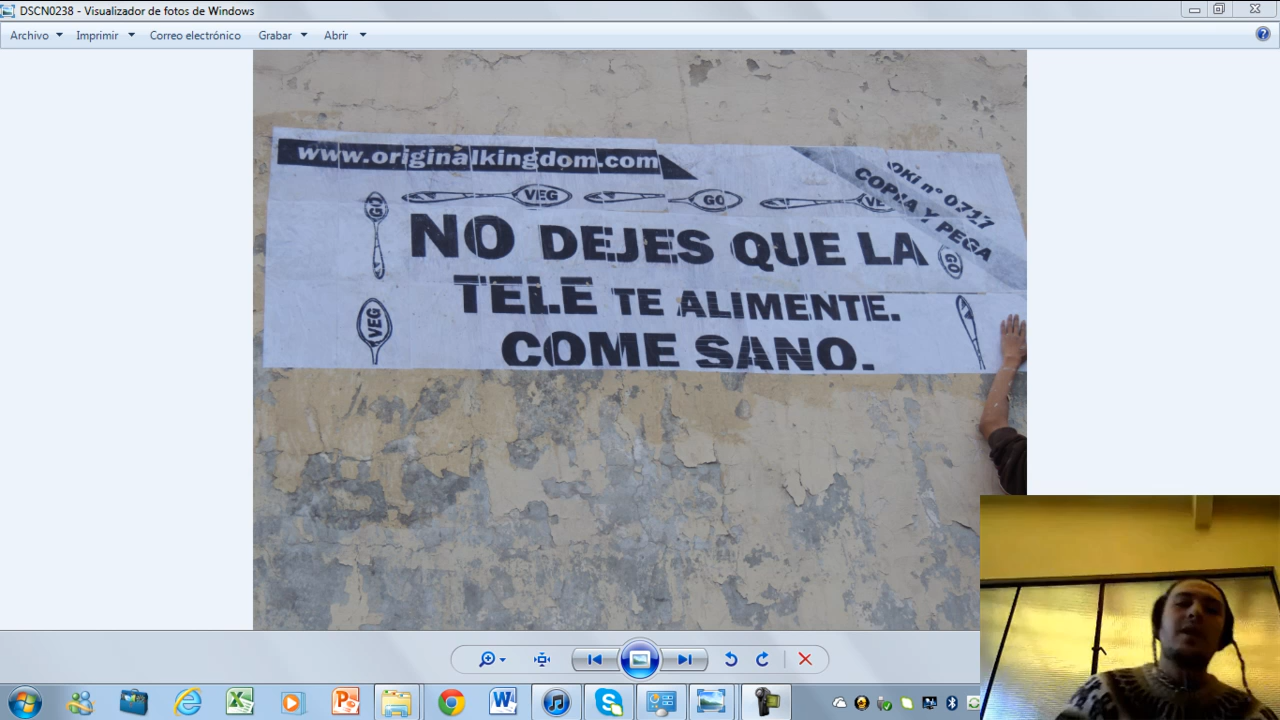 DSCN0238 - Visualizador de fotos de Windows
Archivo Imprimir Correo electrónico Grabar Abrir
www.originalkingdom.com
OKI nº 0717
COPIA Y PEGA
VEG GO VE
GO
NO DEJES QUE LA
GO
TELE TE ALIMENTE.
VEG
COME SANO.